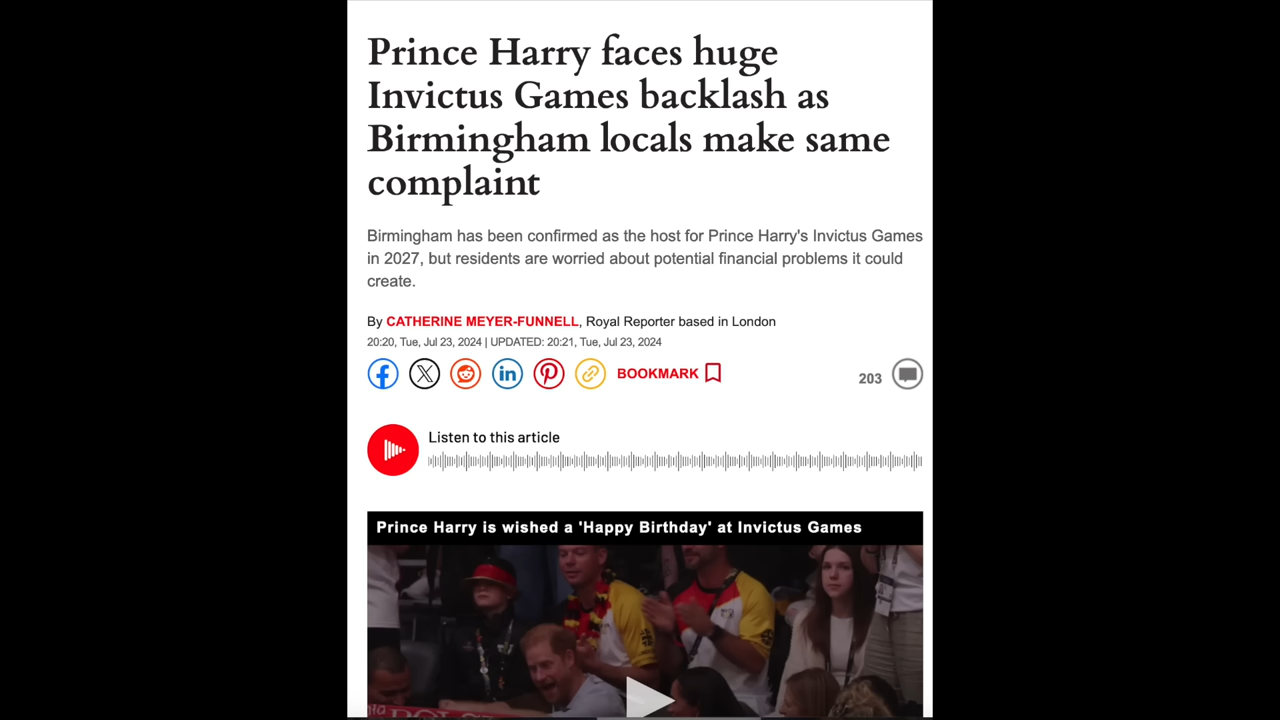 Prince Harry faces huge
Invictus Games backlash as
Birmingham locals make same
complaint
Birmingham has been confirmed as the host for Prince Harry's Invictus Games
in 2027, but residents are worried about potential financial problems it could
create.
By CATHERINE MEYER-FUNNELL, Royal Reporter based in London
20:20, Tue, Jul 23, 2024 | UPDATED: 20:21, Tue, Jul 23, 2024
BOOKMARK
203
Listen to this article
Prince Harry is wished a 'Happy Birthday' at Invictus Games